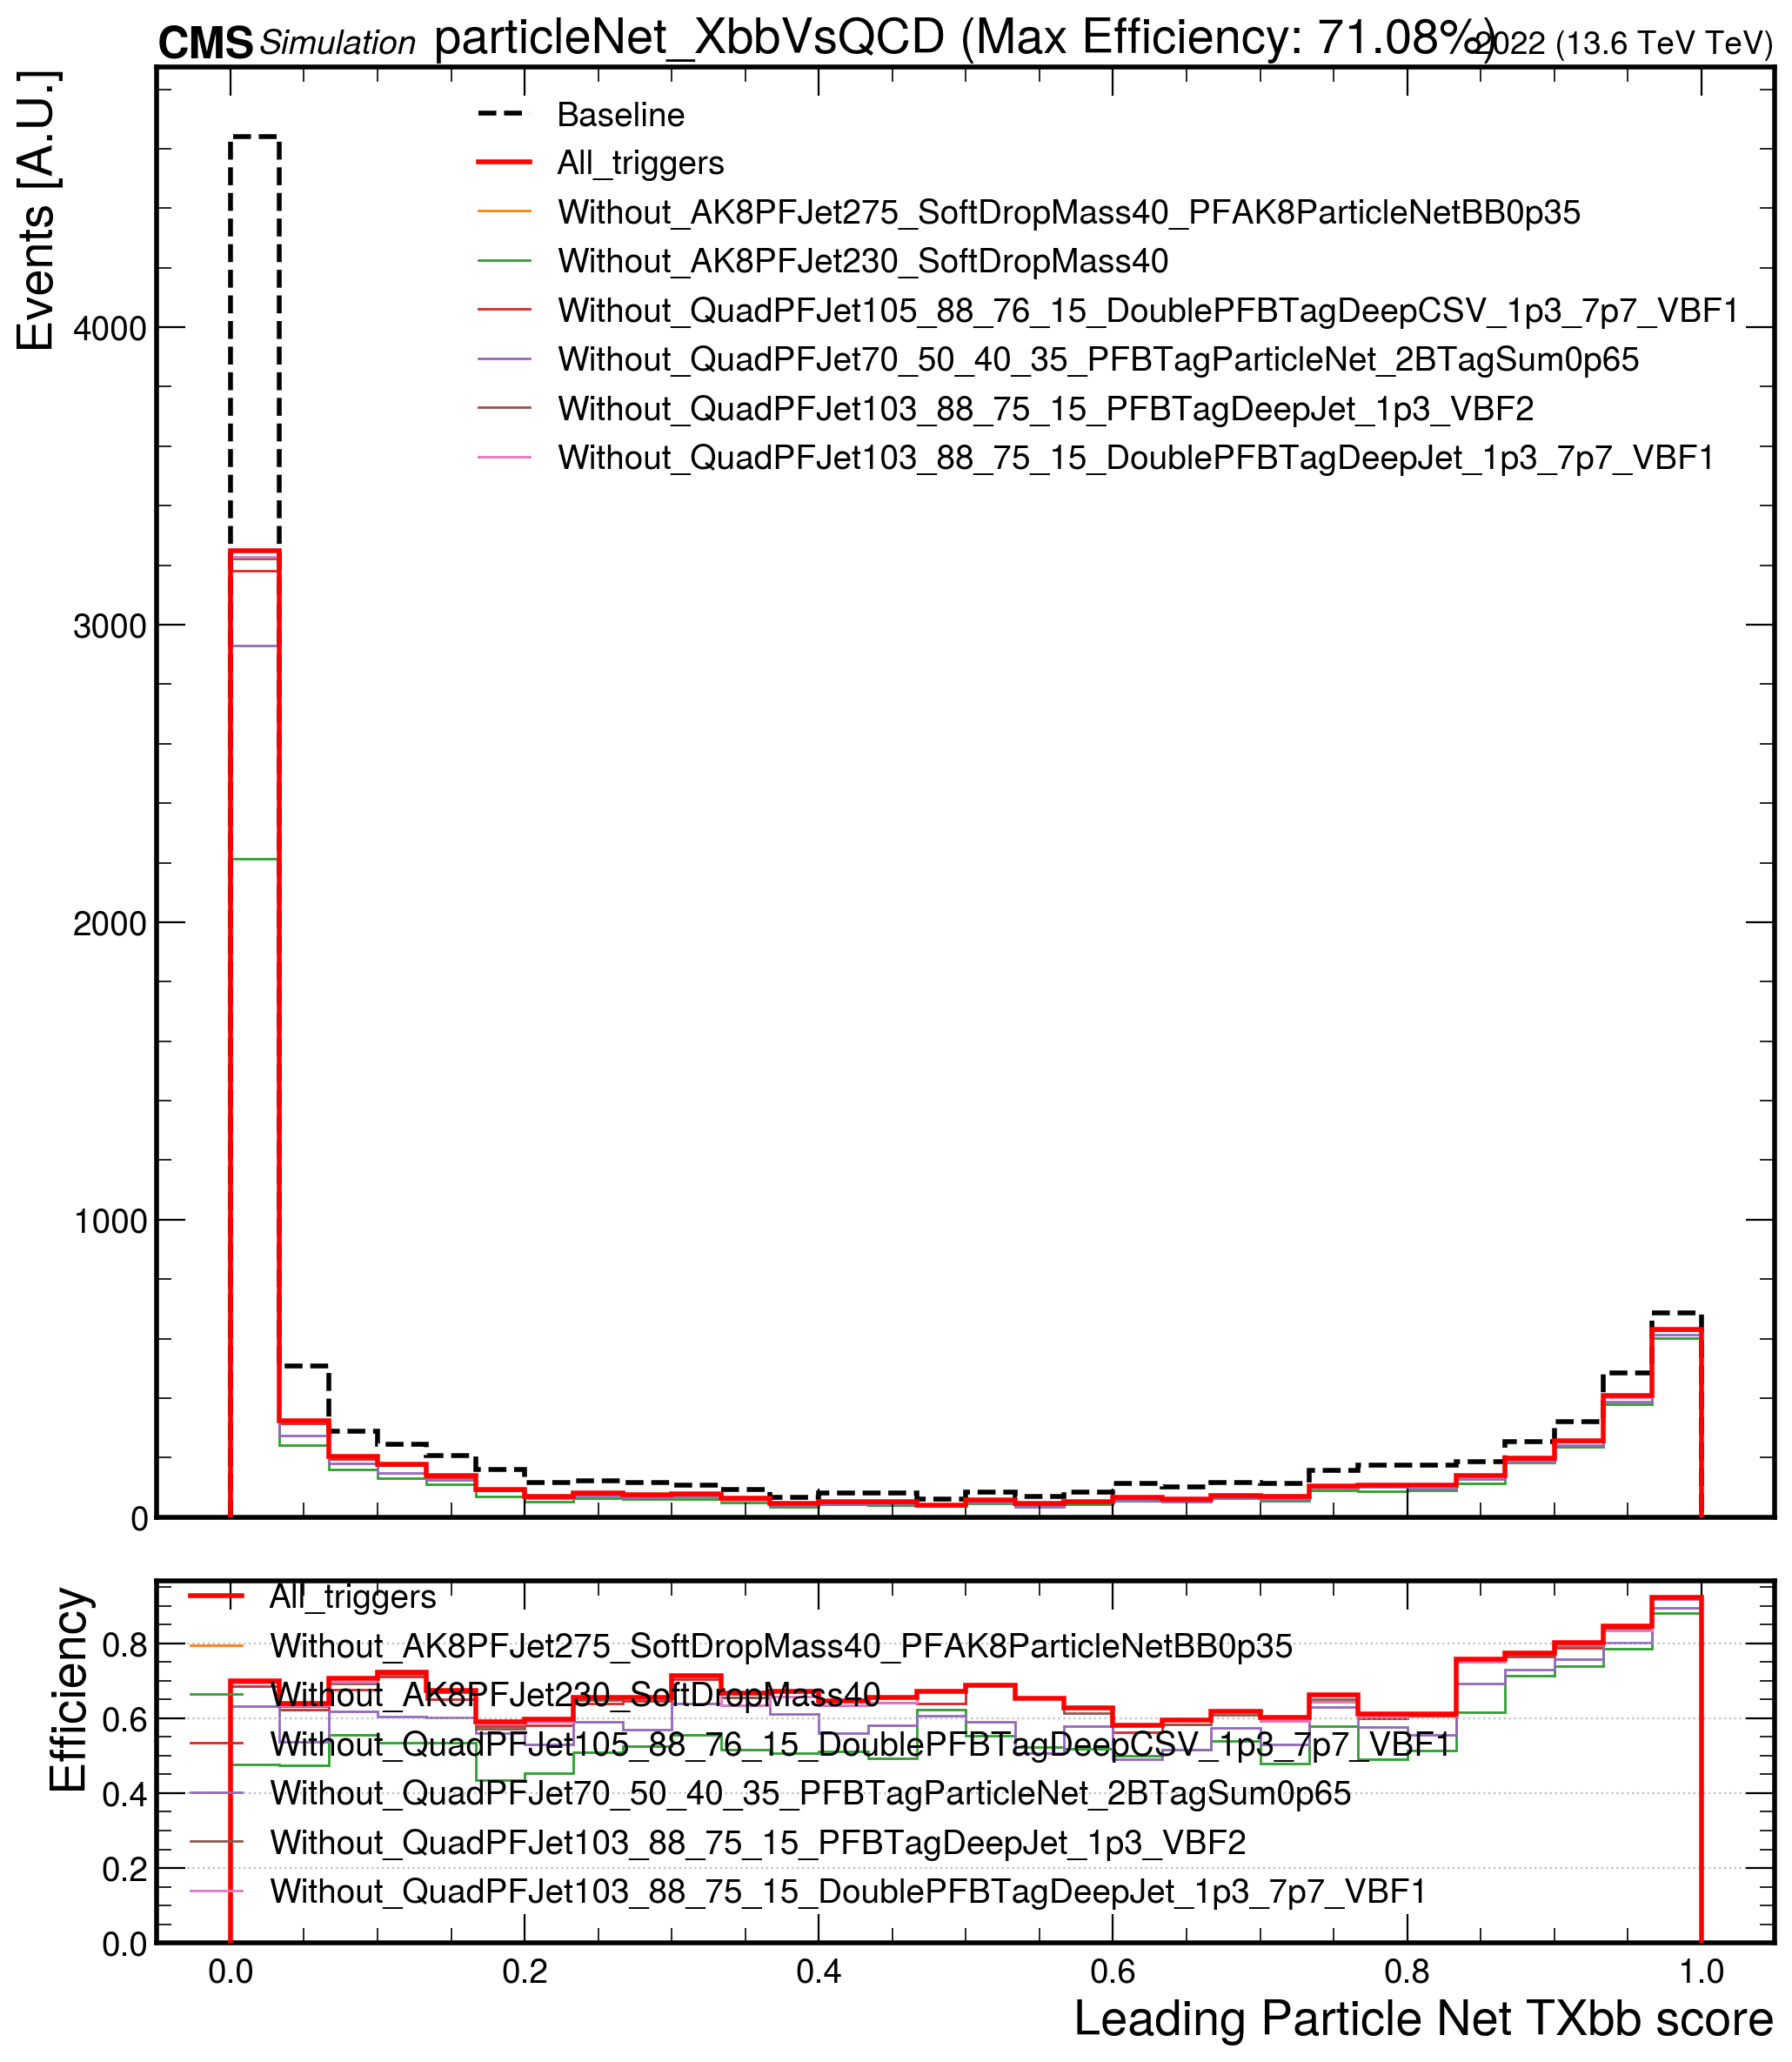 CMS Simulation particleNet_XbbVsQCD (Max Efficiency: 71.08%) 2022 (13.6 TeV TeV)
Events [A.U.]
Baseline
All_triggers
Without_AK8PFJet275_SoftDropMass40_PFAK8ParticleNetBB0p35
Without_AK8PFJet230_SoftDropMass40
Without_QuadPFJet105_88_76_15_DoublePFBTagDeepCSV_1p3_7p7_VBF1
Without_QuadPFJet70_50_40_35_PFBTagParticleNet_2BTagSum0p65
Without_QuadPFJet103_88_75_15_PFBTagDeepJet_1p3_VBF2
Without_QuadPFJet103_88_75_15_DoublePFBTagDeepJet_1p3_7p7_VBF1
4000
3000
2000
1000
0
Efficiency
All_triggers
Without_AK8PFJet275_SoftDropMass40_PFAK8ParticleNetBB0p35
Without_AK8PFJet230_SoftDropMass40
Without_QuadPFJet105_88_76_15_DoublePFBTagDeepCSV_1p3_7p7_VBF1
Without_QuadPFJet70_50_40_35_PFBTagParticleNet_2BTagSum0p65
Without_QuadPFJet103_88_75_15_PFBTagDeepJet_1p3_VBF2
Without_QuadPFJet103_88_75_15_DoublePFBTagDeepJet_1p3_7p7_VBF1
0.8
0.6
0.4
0.2
0.0
0.0 0.2 0.4 0.6 0.8 1.0
Leading Particle Net TXbb score